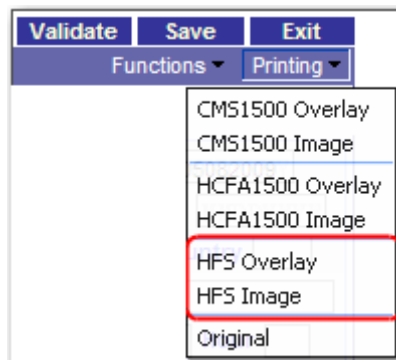 Validate Save Exit
Functions Printing
CMS1500 Overlay
CMS1500 Image
HCFA1500 Overlay
HCFA1500 Image
HFS Overlay
HFS Image
Original